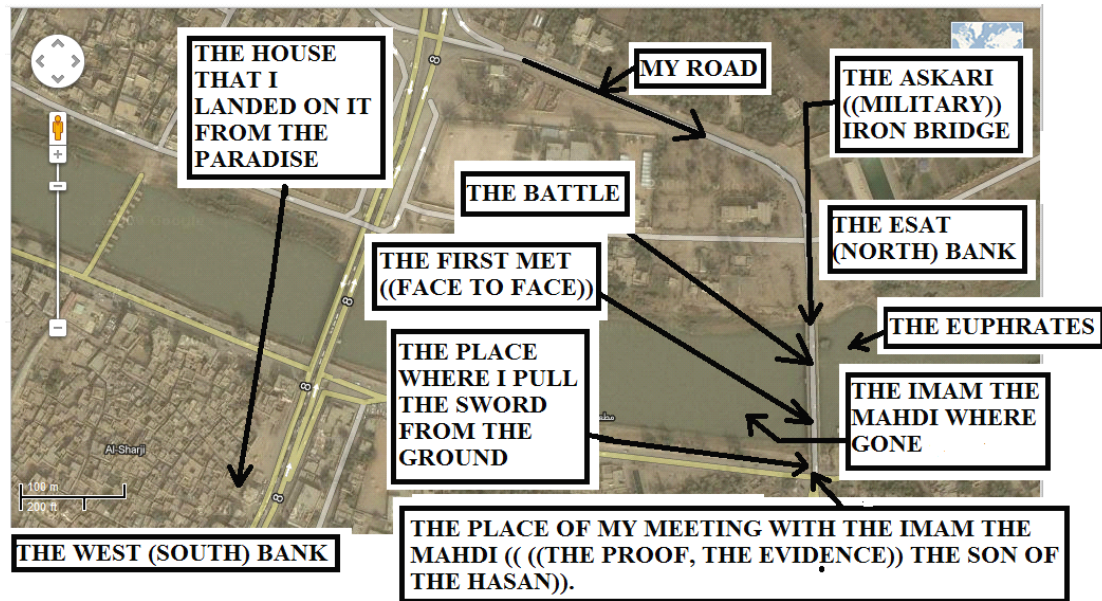 THE HOUSE
THAT I
LANDED ON IT
FROM THE
PARADISE
MY ROAD
THE ASKARI
((MILITARY))
IRON BRIDGE
THE BATTLE
THE ESAT
(NORTH) BANK
THE FIRST MET
((FACE TO FACE))
THE EUPHRATES
THE PLACE
WHERE I PULL
THE SWORD
FROM THE
GROUND
THE IMAM THE
MAHDI WHERE
GONE
8
8
8
8
Al-Sharji
100 m
200 ft
THE WEST (SOUTH) BANK
THE PLACE OF MY MEETING WITH THE IMAM THE
MAHDI (( ((THE PROOF, THE EVIDENCE)) THE SON OF
THE HASAN)).